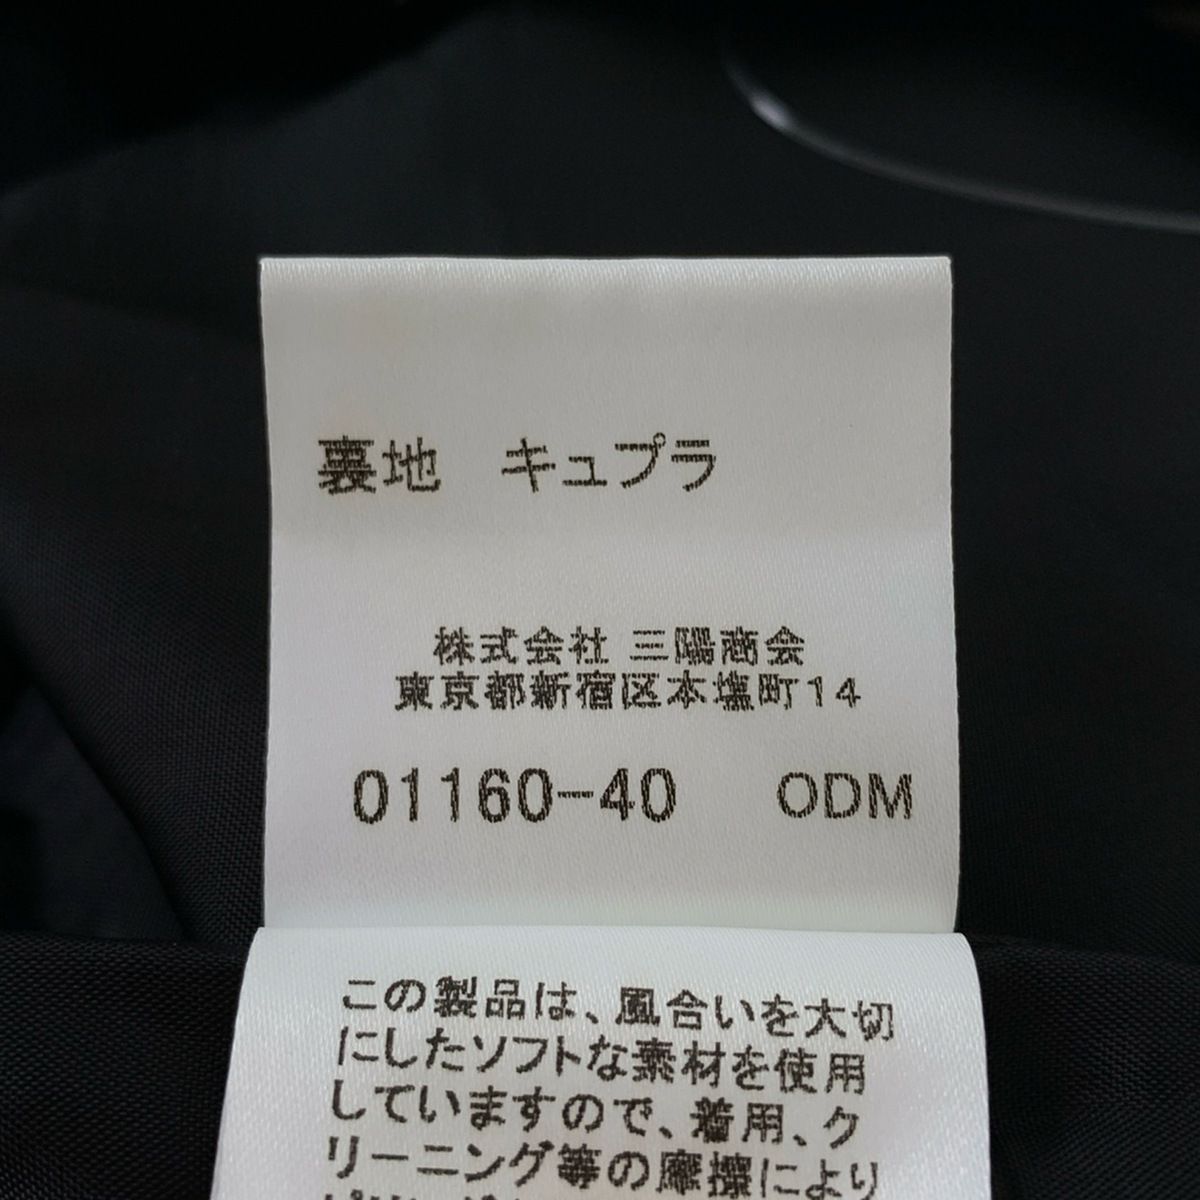 裏地 キュプラ
株式会社 三陽商会
東京都新宿区本塩町14
01160-40 ODM
この製品は、風合いを大切
にしたソフトな素材を使用
していますので、着用、ク
リーニング等の摩擦により